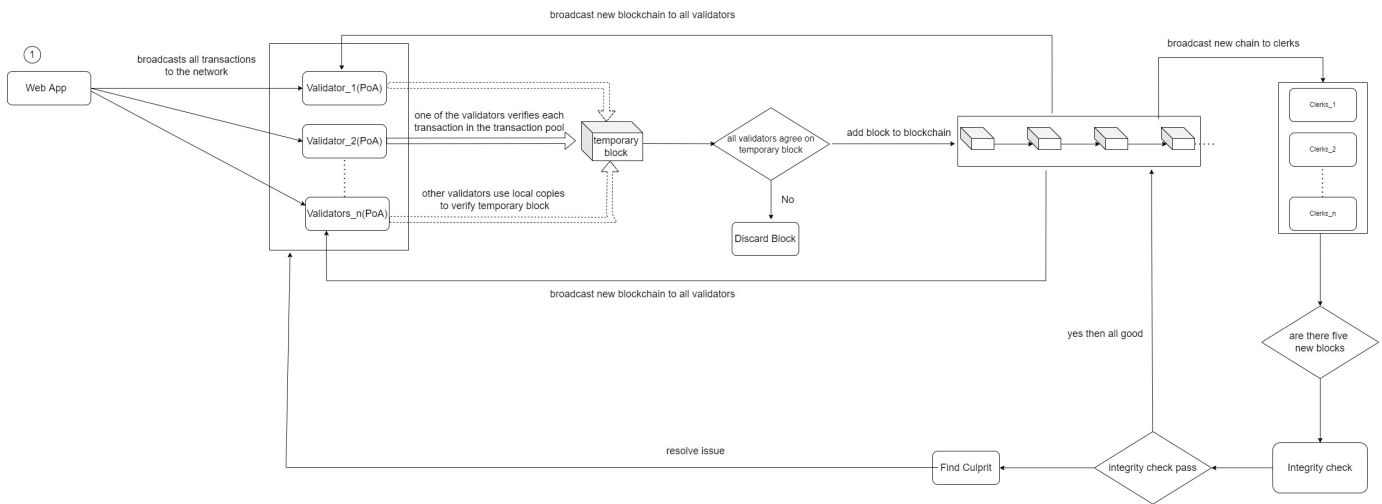 broadcast new blockchain to all validators
1
broadcasts all transactions
to the network
Web App
Validator_1(PoA)
Validator_2(PoA)
Validators_n(PoA)
one of the validators verifies each
transaction in the transaction pool
other validators use local copies
to verify temporary block
temporary
block
all validators agree on
temporary block
No
Discard Block
add block to blockchain
broadcast new chain to clerks
Clerks_1
Clerks_2
Clerks_n
broadcast new blockchain to all validators
are there five
new blocks
yes then all good
Integrity check
integrity check pass
Find Culprit
resolve issue